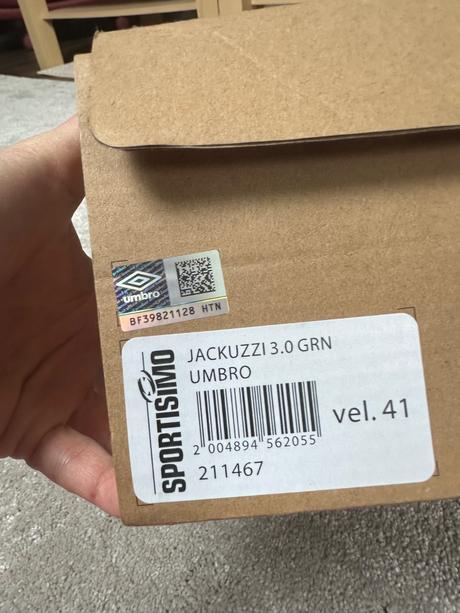 umbro
BF39821128 HTN
SPORTISIMO
JACKUZZI 3.0 GRN
UMBRO
vel. 41
2 004894 562055
211467